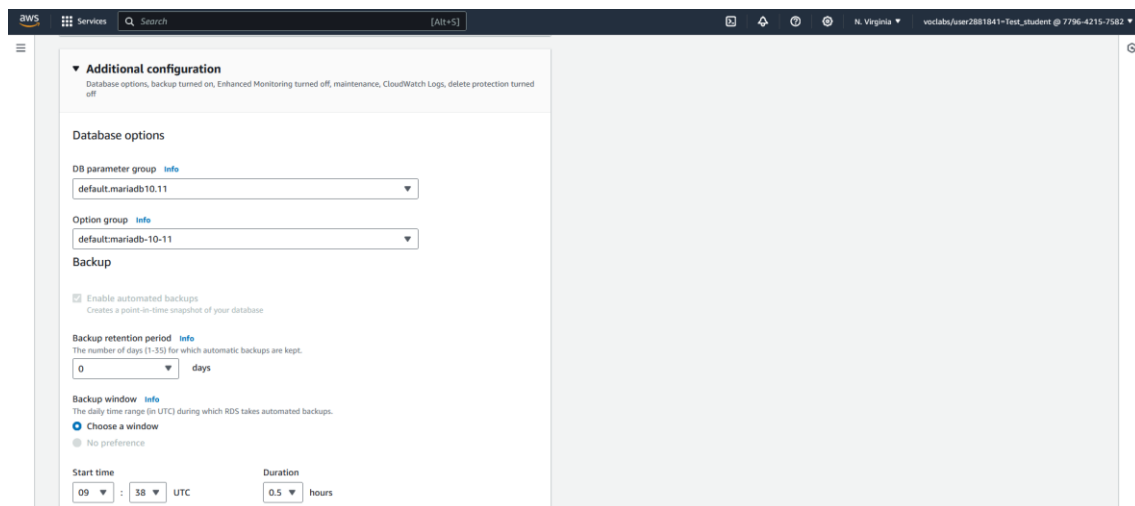 aws Services Search [Alt+S] N. Virginia ▼ voclabs/user2881841=Test_student @ 7796-4215-7582 ▼
▼ Additional configuration
Database options, backup turned on, Enhanced Monitoring turned off, maintenance, CloudWatch Logs, delete protection turned
off
Database options
DB parameter group Info
default.mariadb10.11
Option group Info
default:mariadb-10-11
Backup
Enable automated backups
Creates a point-in-time snapshot of your database
Backup retention period Info
The number of days (1-35) for which automatic backups are kept.
0 days
Backup window Info
The daily time range (in UTC) during which RDS takes automated backups.
Choose a window
No preference
Start time Duration
09 : 38 UTC 0.5 hours